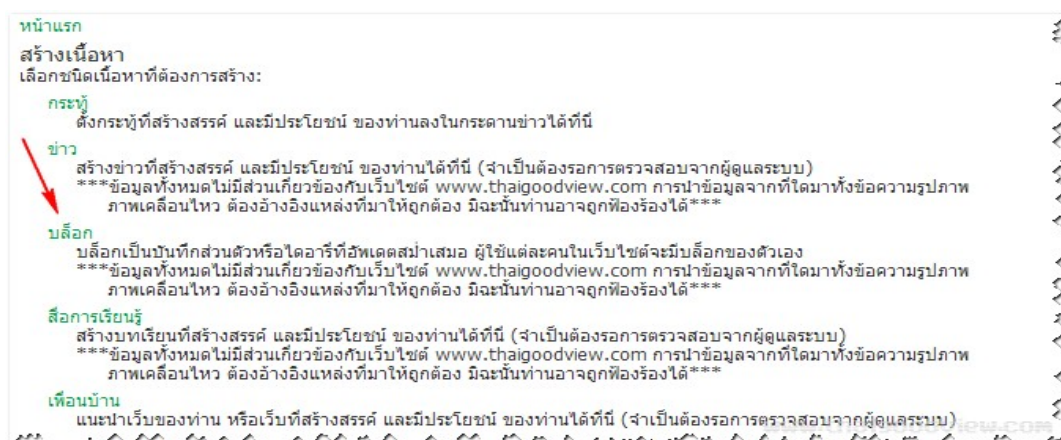 หน้าแรก
สร้างเนื้อหา
เลือกชนิดเนื้อหาที่ต้องการสร้าง:
กระทู้
ตั้งกระทู้ที่สร้างสรรค์ และมีประโยชน์ ของท่านลงในกระดานข่าวได้ที่นี่
ข่าว
สร้างข่าวที่สร้างสรรค์ และมีประโยชน์ ของท่านได้ที่นี่ (จำเป็นต้องรอการตรวจสอบจากผู้ดูแลระบบ)
***ข้อมูลทั้งหมดไม่มีส่วนเกี่ยวข้องกับเว็บไซต์ www.thaigoodview.com การนำข้อมูลจากที่ใดมาทั้งข้อความรูปภาพ
ภาพเคลื่อนไหว ต้องอ้างอิงแหล่งที่มาให้ถูกต้อง มิฉะนั้นท่านอาจถูกฟ้องร้องได้***
บล็อก
บล็อกเป็นบันทึกส่วนตัวหรือไดอารี่ที่อัพเดตสม่ำเสมอ ผู้ใช้แต่ละคนในเว็บไซต์จะมีบล็อกของตัวเอง
***ข้อมูลทั้งหมดไม่มีส่วนเกี่ยวข้องกับเว็บไซต์ www.thaigoodview.com การนำข้อมูลจากที่ใดมาทั้งข้อความรูปภาพ
ภาพเคลื่อนไหว ต้องอ้างอิงแหล่งที่มาให้ถูกต้อง มิฉะนั้นท่านอาจถูกฟ้องร้องได้***
สื่อการเรียนรู้
สร้างบทเรียนที่สร้างสรรค์ และมีประโยชน์ ของท่านได้ที่นี่ (จำเป็นต้องรอการตรวจสอบจากผู้ดูแลระบบ)
***ข้อมูลทั้งหมดไม่มีส่วนเกี่ยวข้องกับเว็บไซต์ www.thaigoodview.com การนำข้อมูลจากที่ใดมาทั้งข้อความรูปภาพ
ภาพเคลื่อนไหว ต้องอ้างอิงแหล่งที่มาให้ถูกต้อง มิฉะนั้นท่านอาจถูกฟ้องร้องได้***
เพื่อนบ้าน
แนะนำเว็บของท่าน หรือเว็บที่สร้างสรรค์ และมีประโยชน์ ของท่านได้ที่นี่ (จำเป็นต้องรอการตรวจสอบจากผู้ดูแลระบบ)
www.thaigoodview.com